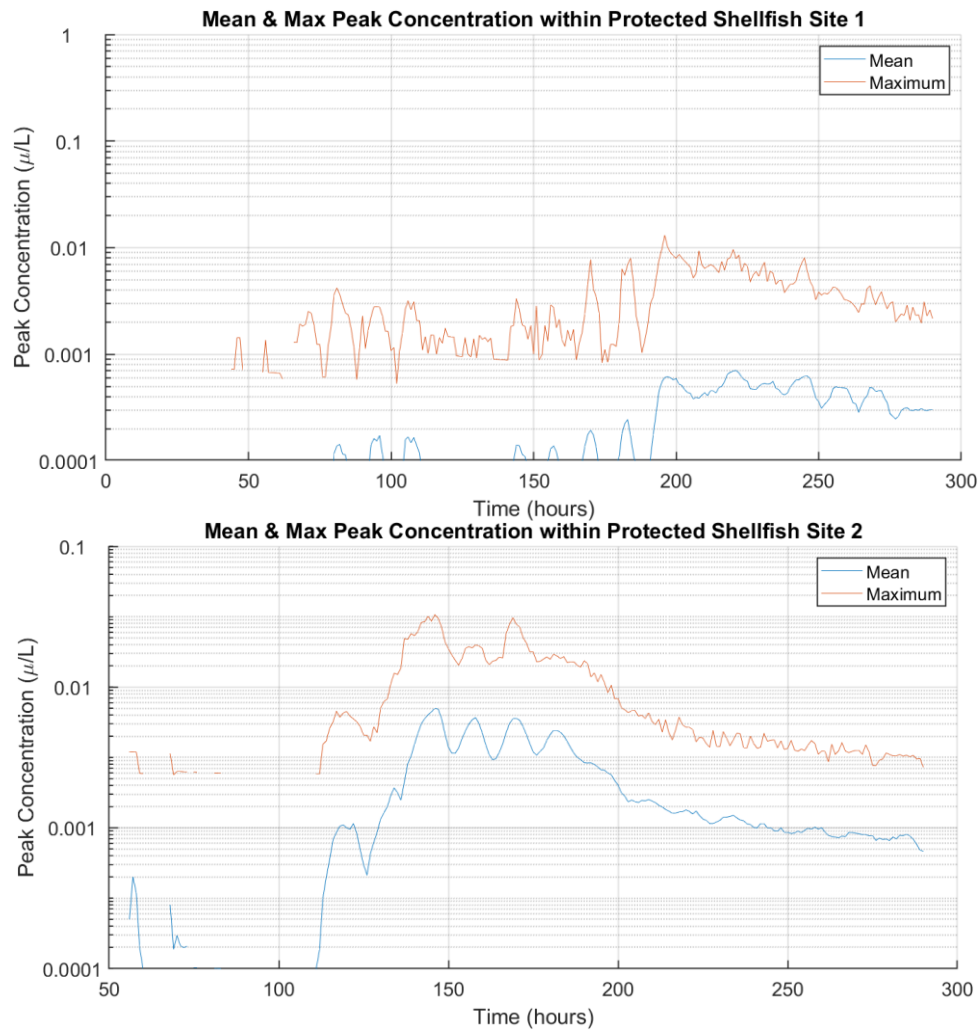 Mean & Max Peak Concentration within Protected Shellfish Site 1
1
0.1
0.01
0.001
0.0001
Peak Concentration (μ/L)
Mean
Maximum
0 50 100 150 200 250 300
Time (hours)
Mean & Max Peak Concentration within Protected Shellfish Site 2
0.1
0.01
0.001
0.0001
Peak Concentration (μ/L)
Mean
Maximum
50 100 150 200 250 300
Time (hours)